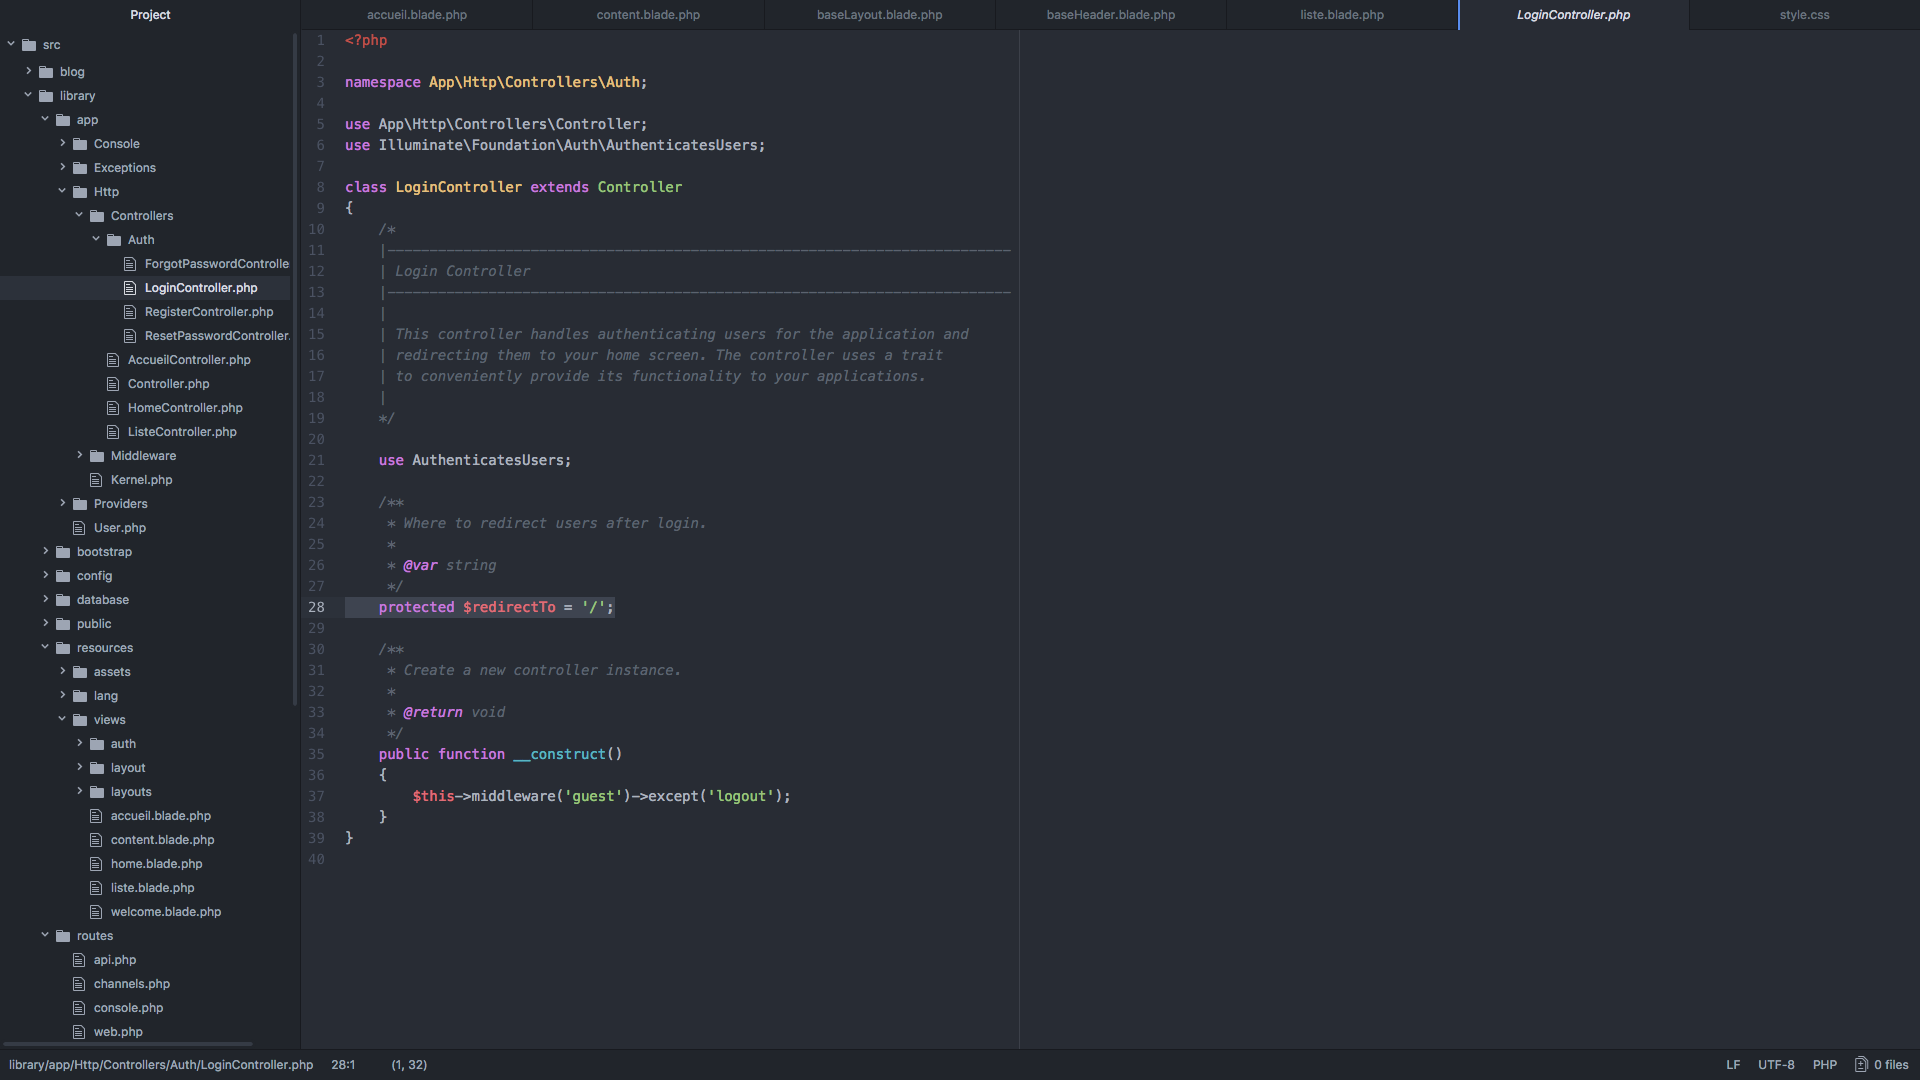 Project
src
blog
library
app
Console
Exceptions
Http
Controllers
Auth
ForgotPasswordControlle
LoginController.php
RegisterController.php
ResetPasswordController.
AccueilController.php
Controller.php
HomeController.php
ListeController.php
Middleware
Kernel.php
Providers
User.php
bootstrap
config
database
public
resources
assets
lang
views
auth
layout
layouts
accueil.blade.php
content.blade.php
home.blade.php
liste.blade.php
welcome.blade.php
routes
api.php
channels.php
console.php
web.php
accueil.blade.php content.blade.php baseLayout.blade.php baseHeader.blade.php liste.blade.php LoginController.php style.css
1 <?php
2
3 namespace App\Http\Controllers\Auth;
4
5 use App\Http\Controllers\Controller;
6 use Illuminate\Foundation\Auth\AuthenticatesUsers;
7
8 class LoginController extends Controller
9 {
10     /*
11     |--------------------------------------------------------------------------
12     | Login Controller
13     |--------------------------------------------------------------------------
14     |
15     | This controller handles authenticating users for the application and
16     | redirecting them to your home screen. The controller uses a trait
17     | to conveniently provide its functionality to your applications.
18     |
19     */
20
21     use AuthenticatesUsers;
22
23     /**
24      * Where to redirect users after login.
25      *
26      * @var string
27      */
28     protected $redirectTo = '/';
29
30     /**
31      * Create a new controller instance.
32      *
33      * @return void
34      */
35     public function __construct()
36     {
37         $this->middleware('guest')->except('logout');
38     }
39 }
40
library/app/Http/Controllers/Auth/LoginController.php 28:1 (1, 32) LF UTF-8 PHP 0 files